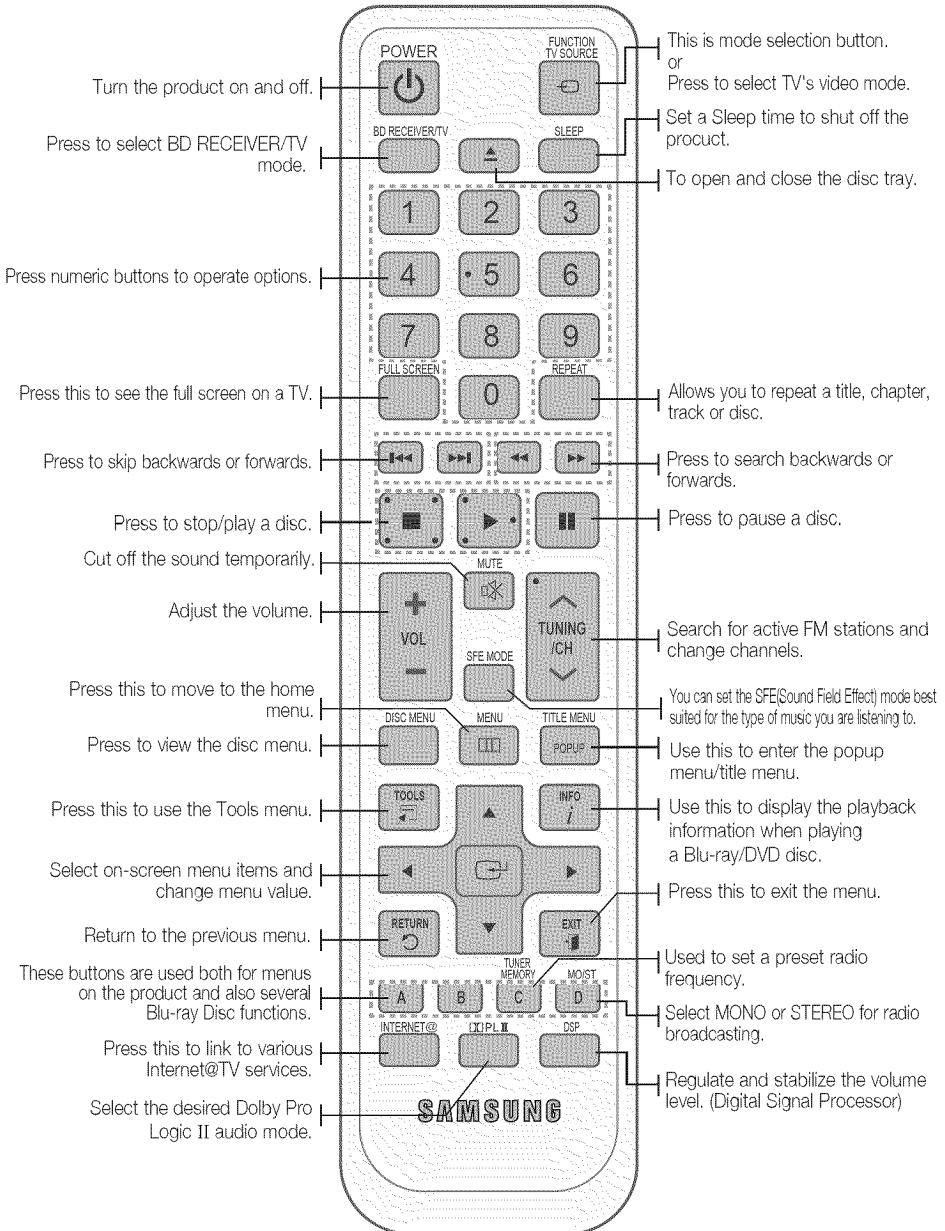 POWER
FUNCTION
TV SOURCE
This is mode selection button.
or
Press to select TV's video mode.
Turn the product on and off.
Set a Sleep time to shut off the
procuct.
BD RECEIVER/TV
SLEEP
Press to select BD RECEIVER/TV
mode.
To open and close the disc tray.
1
2
3
Press numeric buttons to operate options.
4
5
6
7
8
9
FULL SCREEN
REPEAT
Press this to see the full screen on a TV.
0
Allows you to repeat a title, chapter,
track or disc.
Press to skip backwards or forwards.
Press to search backwards or
forwards.
Press to stop/play a disc.
Press to pause a disc.
Cut off the sound temporarily.
MUTE
Adjust the volume.
VOL
TUNING
/CH
Search for active FM stations and
change channels.
SFE MODE
Press this to move to the home
menu.
You can set the SFE(Sound Field Effect) mode best
suited for the type of music you are listening to.
DISC MENU
MENU
TITLE MENU
Press to view the disc menu.
POPUP
Use this to enter the popup
menu/title menu.
Press this to use the Tools menu.
TOOLS
INFO
i
Use this to display the playback
information when playing
a Blu-ray/DVD disc.
Select on-screen menu items and
change menu value.
Press this to exit the menu.
Return to the previous menu.
RETURN
EXIT
TUNER
MEMORY
MO/ST
Used to set a preset radio
frequency.
These buttons are used both for menus
on the product and also several
Blu-ray Disc functions.
A
B
C
D
Select MONO or STEREO for radio
broadcasting.
INTERNET@
PL II
DSP
Press this to link to various
Internet@TV services.
Regulate and stabilize the volume
level. (Digital Signal Processor)
Select the desired Dolby Pro
Logic II audio mode.
SAMSUNG